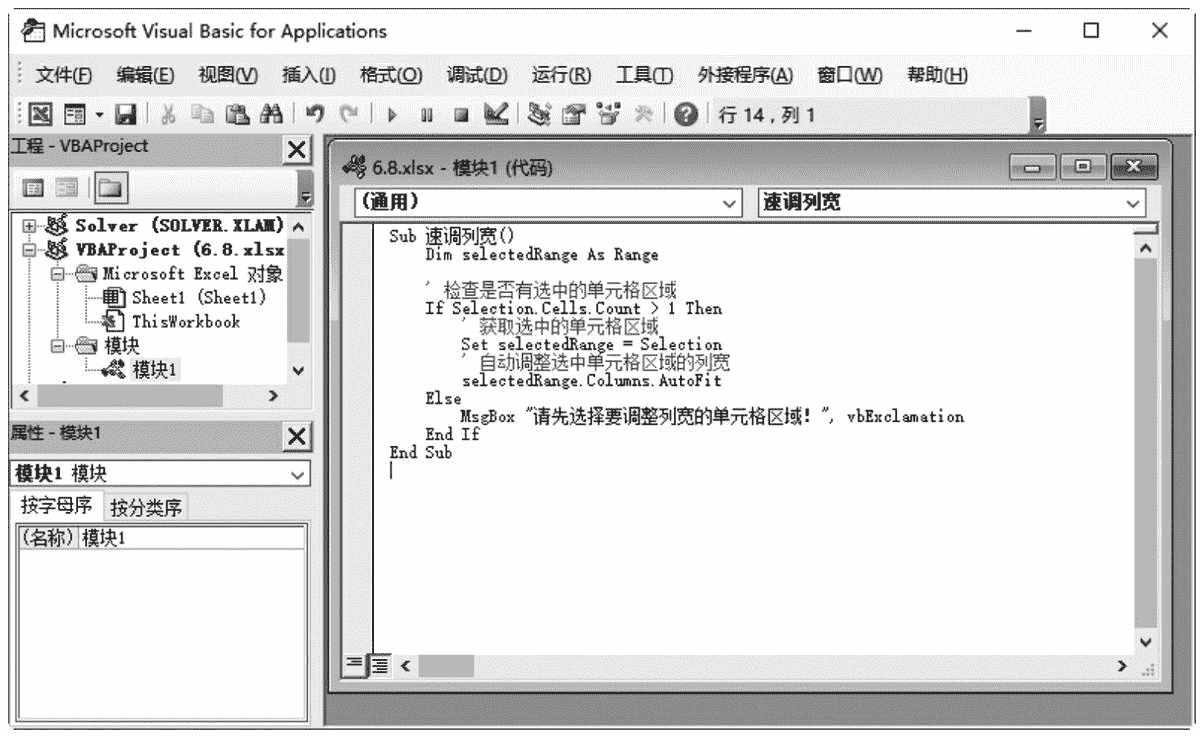 Microsoft Visual Basic for Applications
文件(F) 编辑(E) 视图(V) 插入(I) 格式(O) 调试(D) 运行(R) 工具(T) 外接程序(A) 窗口(W) 帮助(H)
行 14 , 列 1
工程 - VBAProject
Solver (SOLVER.XLAM)
VBAProject (6.8.xlsx
Microsoft Excel 对象
Sheet1 (Sheet1)
ThisWorkbook
模块
模块1
属性 - 模块1
模块1 模块
按字母序 按分类序
(名称) 模块1
6.8.xlsx - 模块1 (代码)
(通用) 速调列宽
Sub 速调列宽()
Dim selectedRange As Range
' 检查是否有选中的单元格区域
If Selection.Cells.Count > 1 Then
' 获取选中的单元格区域
Set selectedRange = Selection
' 自动调整选中单元格区域的列宽
selectedRange.Columns.AutoFit
Else
MsgBox "请先选择要调整列宽的单元格区域！", vbExclamation
End If
End Sub